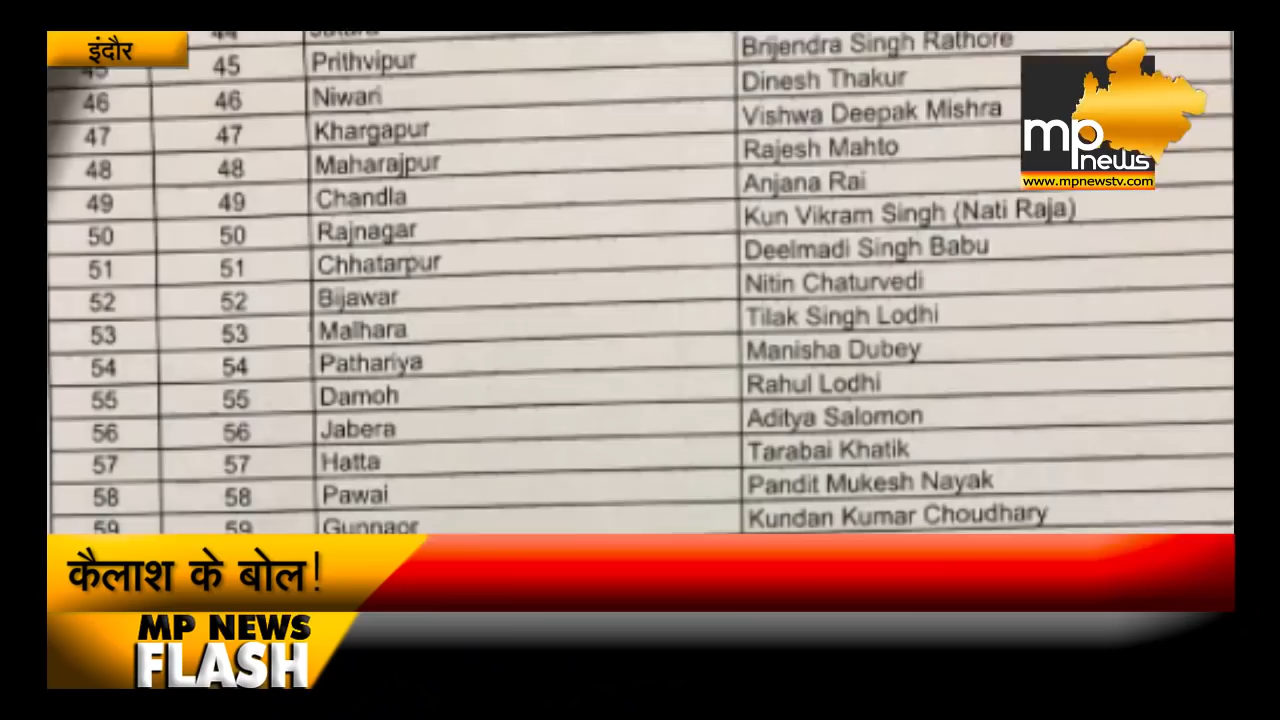 इंदौर
45 Prithvipur Brijendra Singh Rathore
46 46 Niwari Dinesh Thakur
47 47 Khargapur Vishwa Deepak Mishra
48 48 Maharajpur Rajesh Mahto
49 49 Chandla Anjana Rai
50 50 Rajnagar Kun Vikram Singh (Nati Raja)
51 51 Chhatarpur Deelmadi Singh Babu
52 52 Bijawar Nitin Chaturvedi
53 53 Malhara Tilak Singh Lodhi
54 54 Pathariya Manisha Dubey
55 55 Damoh Rahul Lodhi
56 56 Jabera Aditya Salomon
57 57 Hatta Tarabai Khatik
58 58 Pawai Pandit Mukesh Nayak
59 59 Gunnaor Kundan Kumar Choudhary
mp news
www.mpnewstv.com
कैलाश के बोल!
MP NEWS
FLASH